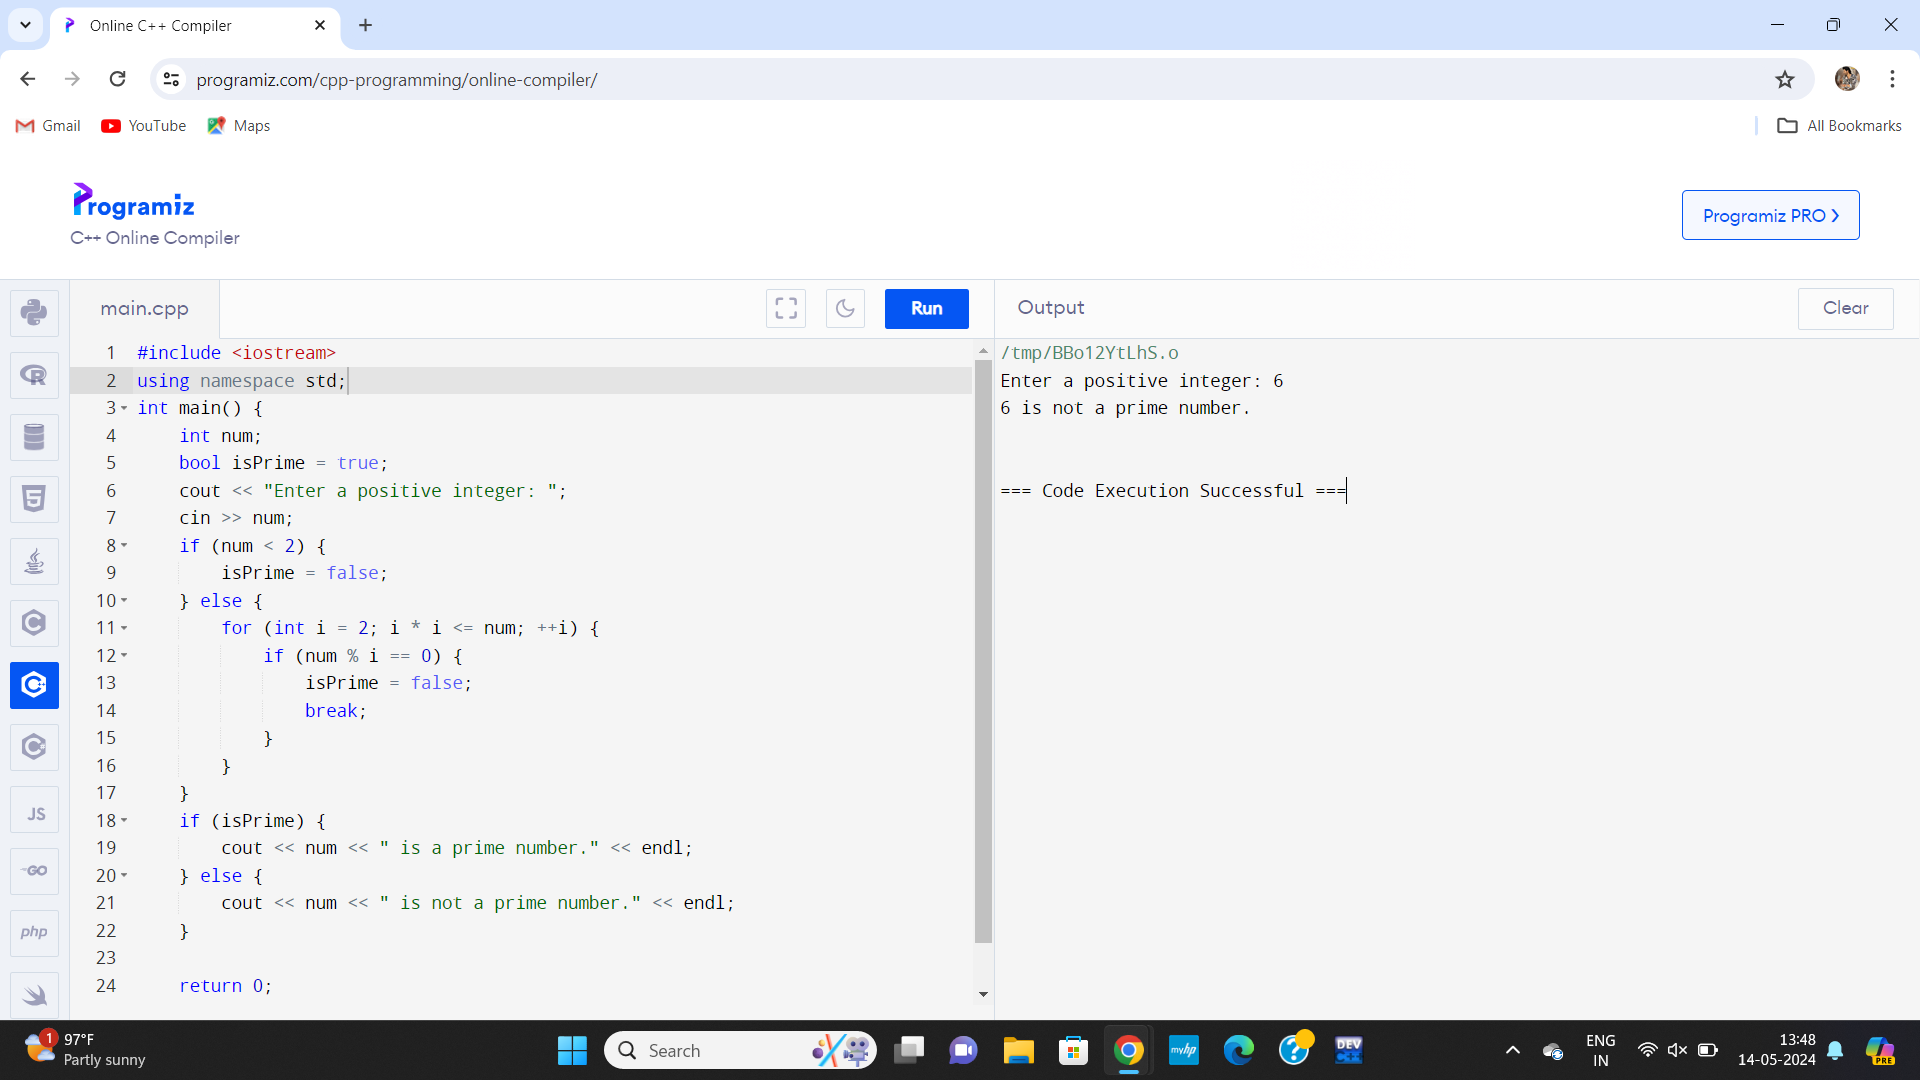 Online C++ Compiler
programiz.com/cpp-programming/online-compiler/
Gmail
YouTube
Maps
All Bookmarks
Programiz
C++ Online Compiler
Programiz PRO
main.cpp
Run
Output
Clear
1 #include <iostream>
2 using namespace std;
3 int main() {
4     int num;
5     bool isPrime = true;
6     cout << "Enter a positive integer: ";
7     cin >> num;
8     if (num < 2) {
9         isPrime = false;
10     } else {
11         for (int i = 2; i * i <= num; ++i) {
12             if (num % i == 0) {
13                 isPrime = false;
14                 break;
15             }
16         }
17     }
18     if (isPrime) {
19         cout << num << " is a prime number." << endl;
20     } else {
21         cout << num << " is not a prime number." << endl;
22     }
23
24     return 0;
/tmp/BBo12YtLhS.o
Enter a positive integer: 6
6 is not a prime number.
=== Code Execution Successful ===
R
5
C
C+
C#
JS
GO
php
1
97°F
Partly sunny
Search
myhp
?
DEV
C++
ENG
IN
13:48
14-05-2024
PRE